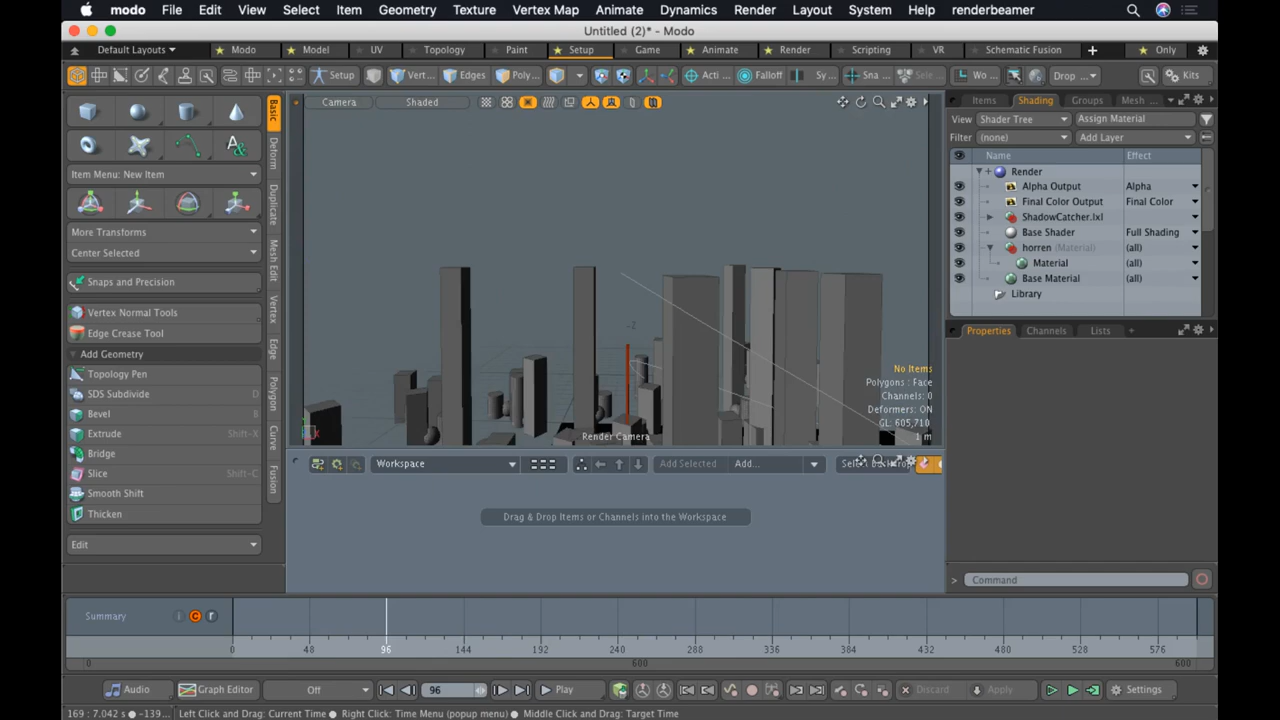 modo File Edit View Select Item Geometry Texture Vertex Map Animate Dynamics Render Layout System Help renderbeamer
Untitled (2)* - Modo
Default Layouts Modo Model UV Topology Paint Setup Game Animate Render Scripting VR Schematic Fusion Only
Setup Vert ... Edges Poly ... Acti ... Falloff Sy... Sna ... Sele... Wo ... Drop ... Kits
Basic
Deform
Duplicate
Mesh Edit
Vertex
Edge
Polygon
Curve
Fusion
Item Menu: New Item
More Transforms
Center Selected
Snaps and Precision
Vertex Normal Tools
Edge Crease Tool
Add Geometry
Topology Pen
SDS Subdivide D
Bevel B
Extrude Shift-X
Bridge
Slice Shift-C
Smooth Shift
Thicken
Edit
Camera Shaded
-Z
X
No Items
Polygons : Face
Channels: 0
Deformers: ON
GL: 605,710
1 m
Render Camera
Workspace Add Selected Add...
Drag & Drop Items or Channels into the Workspace
Items Shading Groups Mesh ...
View Shader Tree Assign Material
Filter (none) Add Layer
Name Effect
Render
Alpha Output Alpha
Final Color Output Final Color
ShadowCatcher.lxl
Base Shader Full Shading
horren (Material) (all)
Material (all)
Base Material (all)
Library
Properties Channels Lists +
> Command
Summary i C r
0 48 96 144 192 240 288 336 384 432 480 528 576
0 600 600
Audio Graph Editor Off 96 Play Discard Apply Settings
169 : 7.042 s ● -139... Left Click and Drag: Current Time ● Right Click: Time Menu (popup menu) ● Middle Click and Drag: Target Time